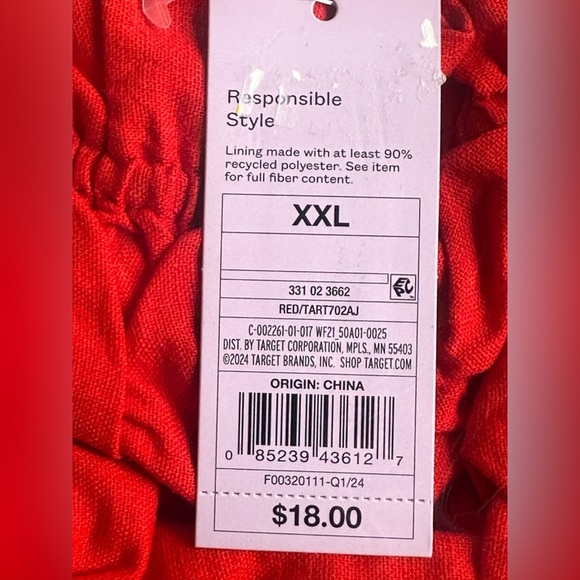 Responsible
Style
Lining made with at least 90%
recycled polyester. See item
for full fiber content.
XXL
331 02 3662
RED/TART702AJ
C-002261-01-017 WF21_50A01-0025
DIST. BY TARGET CORPORATION, MPLS., MN 55403
©2024 TARGET BRANDS, INC. SHOP TARGET.COM
ORIGIN: CHINA
0 85239 43612 7
F00320111-Q1/24
$18.00